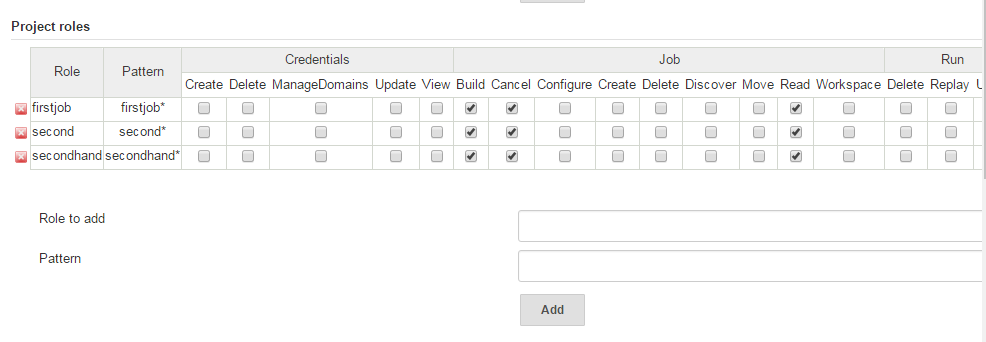 Project roles
Role Pattern Credentials Job Run
Create Delete ManageDomains Update View Build Cancel Configure Create Delete Discover Move Read Workspace Delete Replay U
firstjob firstjob*
second second*
secondhand secondhand*
Role to add
Pattern
Add